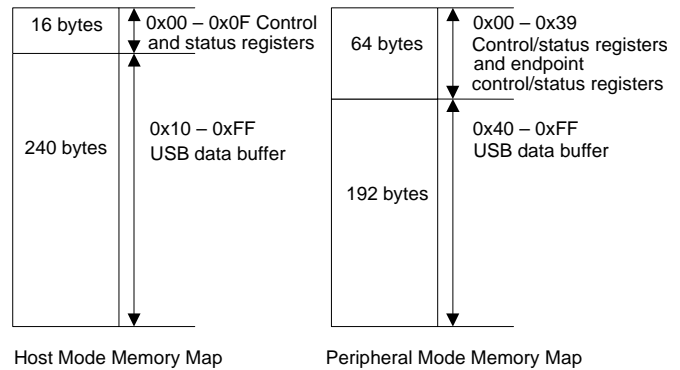 16 bytes
0x00 – 0x0F Control
and status registers
240 bytes
0x10 – 0xFF
USB data buffer
Host Mode Memory Map
64 bytes
0x00 – 0x39
Control/status registers
and endpoint
control/status registers
192 bytes
0x40 – 0xFF
USB data buffer
Peripheral Mode Memory Map